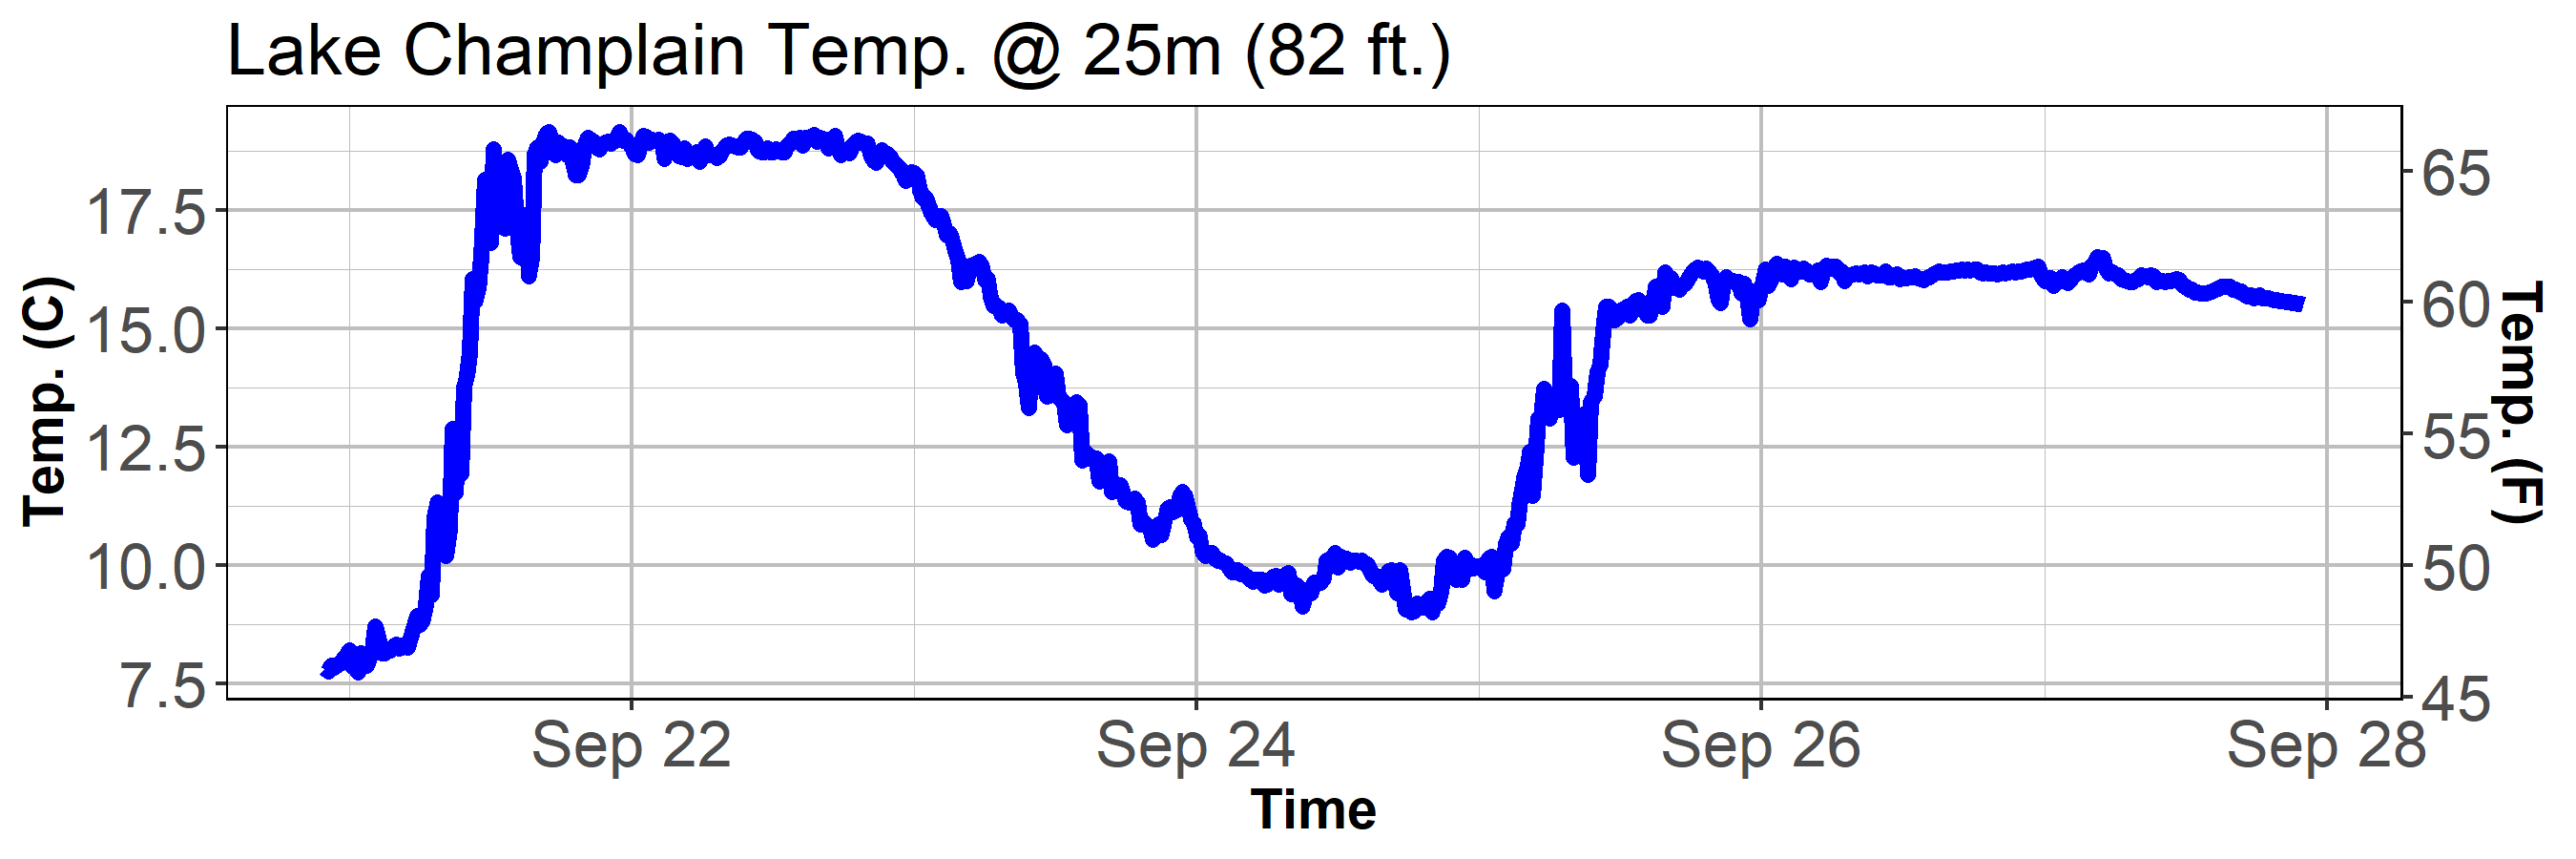 Lake Champlain Temp. @ 25m (82 ft.)
Temp. (C)
17.5
15.0
12.5
10.0
7.5
65
60
55
50
45
Temp. (F)
Sep 22
Sep 24
Sep 26
Sep 28
Time